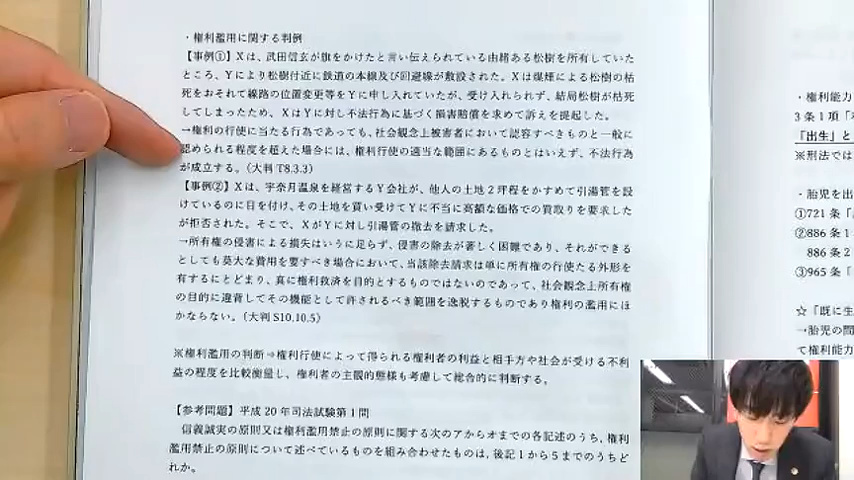 ・権利濫用に関する判例
【事例①】Xは、武田信玄が旗をかけたと言い伝えられている由緒ある松樹を所有していた
ところ、Yにより松樹付近に鉄道の本線及び回避線が敷設された。Xは煤煙による松樹の枯
死をおそれて線路の位置変更等をYに申し入れていたが、受け入れられず、結局松樹が枯死
してしまったため、XはYに対し不法行為に基づく損害賠償を求めて訴えを提起した。
→権利の行使に当たる行為であっても、社会観念上被害者において認容すべきものと一般に
認められる程度を超えた場合には、権利行使の適当な範囲にあるものとはいえず、不法行為
が成立する。（大判T8.3.3）
【事例②】Xは、宇奈月温泉を経営するY会社が、他人の土地2坪程をかすめて引湯管を設
けているのに目を付け、その土地を買い受けてYに不当に高額な価格での買取りを要求した
が拒否された。そこで、XがYに対し引湯管の撤去を請求した。
→所有権の侵害による損失はいうに足らず、侵害の除去が著しく困難であり、それができる
としても莫大な費用を要すべき場合において、当該除去請求は単に所有権の行使たる外形を
有するにとどまり、真に権利救済を目的とするものではないのであって、社会観念上所有権
の目的に違背してその機能として許されるべき範囲を逸脱するものであり権利の濫用にほ
かならない。（大判S10.10.5）
※権利濫用の判断⇒権利行使によって得られる権利者の利益と相手方や社会が受ける不利
益の程度を比較衡量し、権利者の主観的態様も考慮して総合的に判断する。
【参考問題】平成20年司法試験第1問
信義誠実の原則又は権利濫用禁止の原則に関する次のアからオまでの各記述のうち、権利
濫用禁止の原則について述べているものを組み合わせたものは、後記1から5までのうちど
れか。
・権利能力
3条1項「
「出生」と
※刑法では
・胎児を出
①721条「
②886条1
886条2
③965条「
☆「既に生
→胎児の間
て権利能力